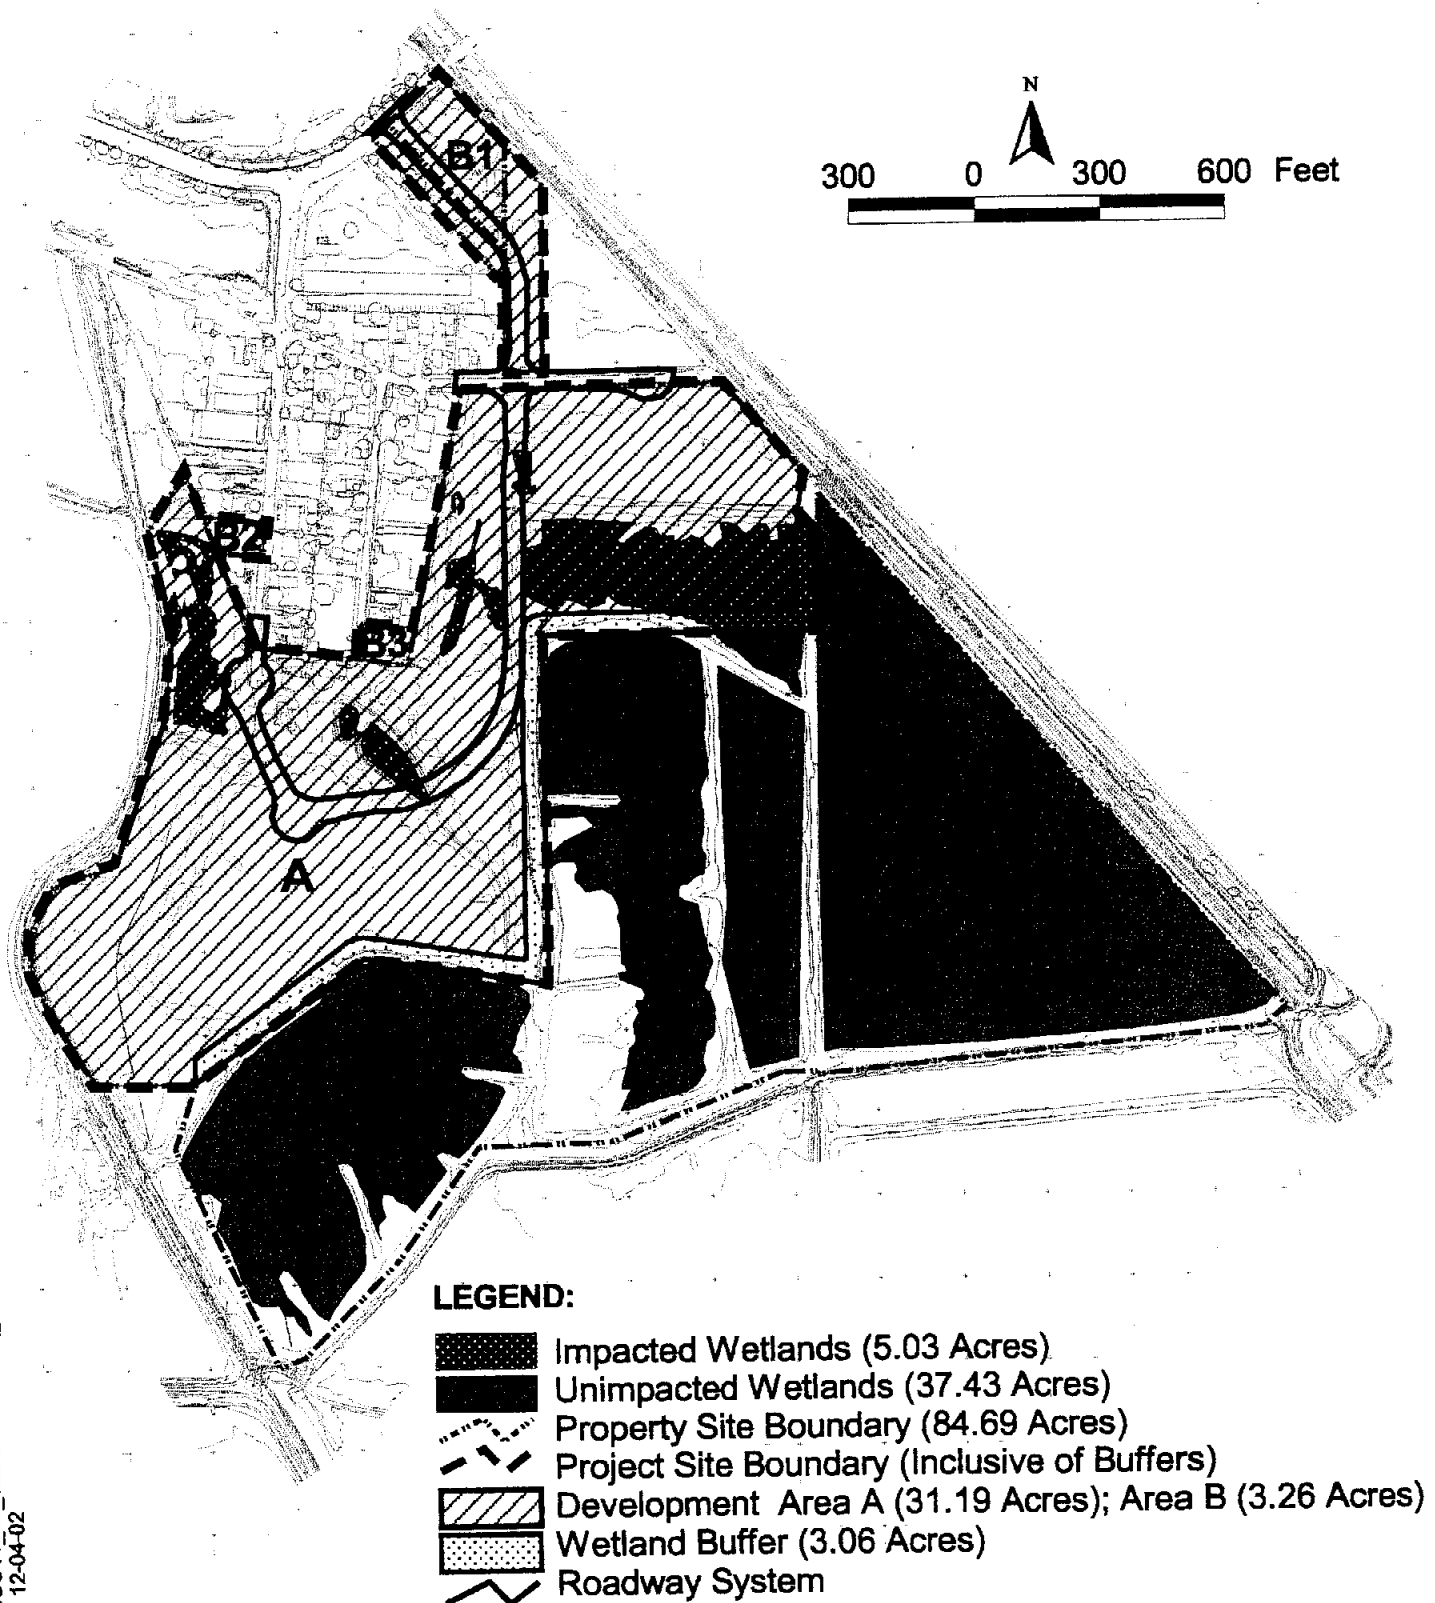 N
300 0 300 600 Feet
B1
B2
B3
A
LEGEND:
Impacted Wetlands (5.03 Acres)
Unimpacted Wetlands (37.43 Acres)
Property Site Boundary (84.69 Acres)
Project Site Boundary (Inclusive of Buffers)
Development Area A (31.19 Acres); Area B (3.26 Acres)
Wetland Buffer (3.06 Acres)
Roadway System
12-04-02